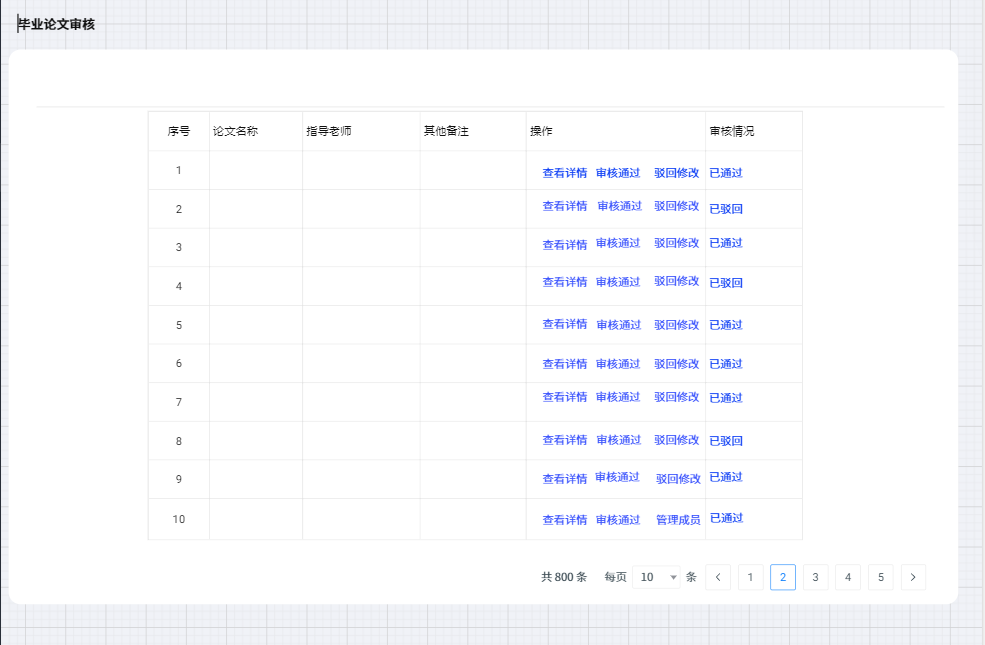 毕业论文审核
序号 论文名称 指导老师 其他备注 操作 审核情况
1 查看详情 审核通过 驳回修改 已通过
2 查看详情 审核通过 驳回修改 已驳回
3 查看详情 审核通过 驳回修改 已通过
4 查看详情 审核通过 驳回修改 已驳回
5 查看详情 审核通过 驳回修改 已通过
6 查看详情 审核通过 驳回修改 已通过
7 查看详情 审核通过 驳回修改 已通过
8 查看详情 审核通过 驳回修改 已驳回
9 查看详情 审核通过 驳回修改 已通过
10 查看详情 审核通过 管理成员 已通过
共 800 条 每页 10 条 1 2 3 4 5